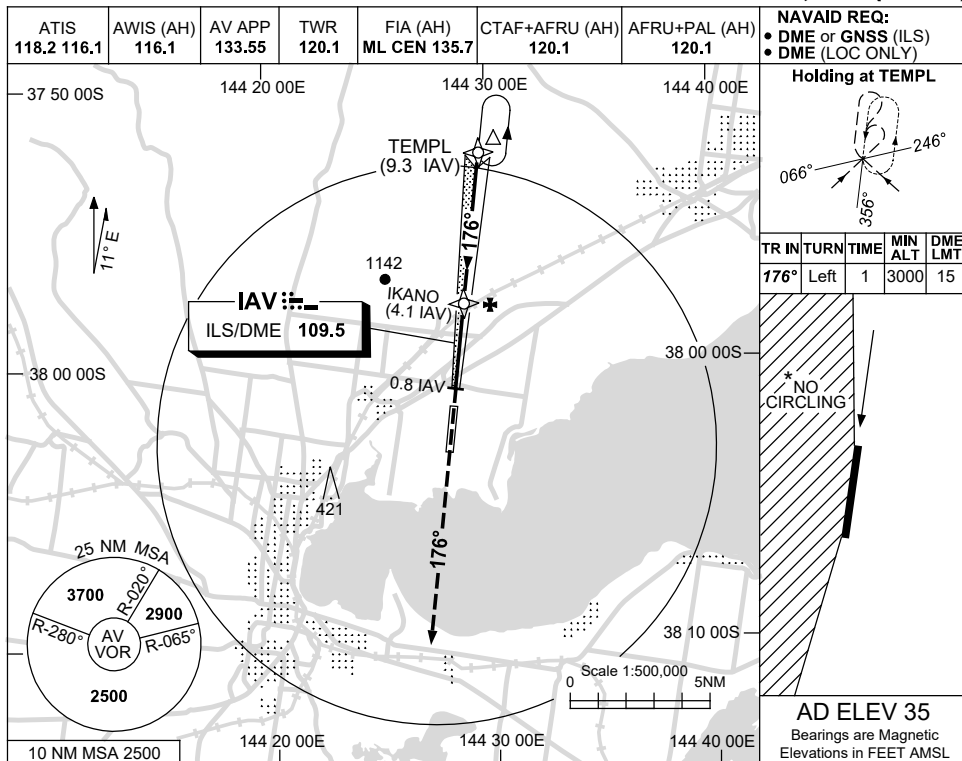 ATIS
118.2 116.1
AWIS (AH)
116.1
AV APP
133.55
TWR
120.1
FIA (AH)
ML CEN 135.7
CTAF+AFRU (AH)
120.1
AFRU+PAL (AH)
120.1
NAVAID REQ:
• DME or GNSS (ILS)
• DME (LOC ONLY)
37 50 00S
144 20 00E
144 30 00E
144 40 00E
TEMPL
(9.3 IAV)
11° E
176°
1142
IKANO
(4.1 IAV)
IAV
ILS/DME 109.5
38 00 00S
38 00 00S
0.8 IAV
421
176°
25 NM MSA
3700
R-020°
2900
R-280°
AV
VOR
R-065°
2500
38 10 00S
Scale 1:500,000
0
5NM
10 NM MSA 2500
144 20 00E
144 30 00E
144 40 00E
Holding at TEMPL
246°
066°
356°
TR IN TURN TIME MIN ALT DME LMT
176° Left 1 3000 15
*NO
CIRCLING
AD ELEV 35
Bearings are Magnetic
Elevations in FEET AMSL